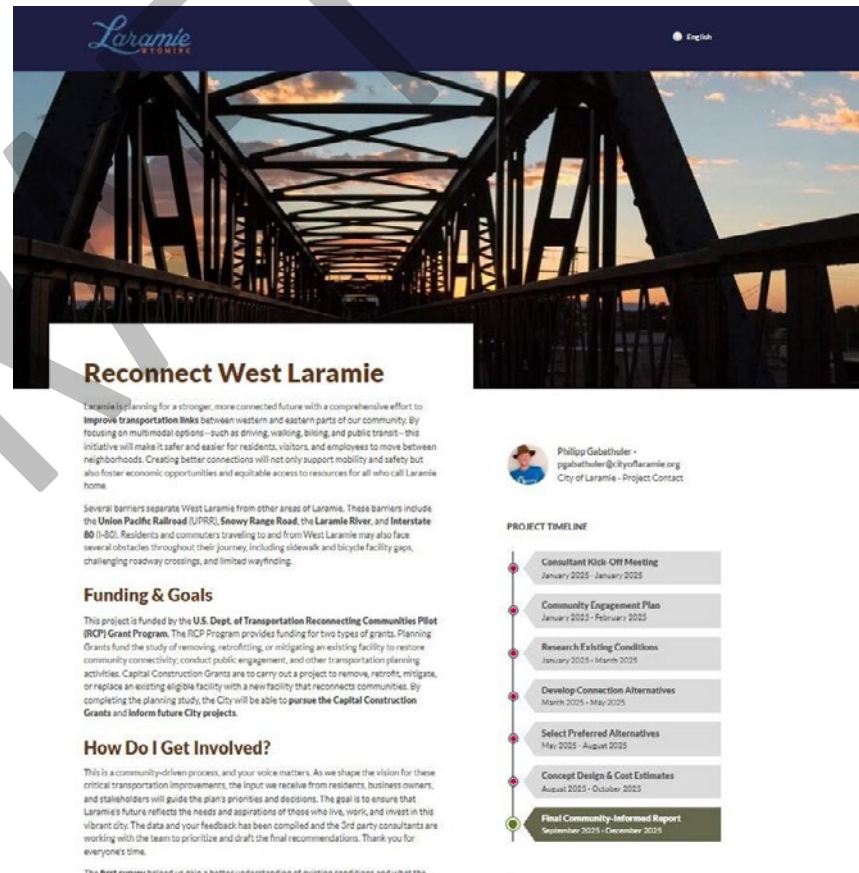 Laramie
WYOMING
English
Reconnect West Laramie
Laramie is planning for a stronger, more connected future with a comprehensive effort to
improve transportation links between western and eastern parts of our community. By
focusing on multimodal options—such as driving, walking, biking, and public transit—this
initiative will make it safer and easier for residents, visitors, and employees to move between
neighborhoods. Creating better connections will not only support mobility and safety but
also foster economic opportunities and equitable access to resources for all who call Laramie
home.
Several barriers separate West Laramie from other areas of Laramie. These barriers include
the Union Pacific Railroad (UPRR), Snowy Range Road, the Laramie River, and Interstate
80 (I-80). Residents and commuters traveling to and from West Laramie may also face
several obstacles throughout their journey, including sidewalk and bicycle facility gaps,
challenging roadway crossings, and limited wayfinding.
Funding & Goals
This project is funded by the U.S. Dept. of Transportation Reconnecting Communities Pilot
(RCP) Grant Program. The RCP Program provides funding for two types of grants. Planning
Grants fund the study of removing, retrofitting, or mitigating an existing facility to restore
community connectivity; conduct public engagement, and other transportation planning
activities. Capital Construction Grants are to carry out a project to remove, retrofit, mitigate,
or replace an existing eligible facility with a new facility that reconnects communities. By
completing the planning study, the City will be able to pursue the Capital Construction
Grants and inform future City projects.
How Do I Get Involved?
This is a community-driven process, and your voice matters. As we shape the vision for these
critical transportation improvements, the input we receive from residents, business owners,
and stakeholders will guide the plan's priorities and decisions. The goal is to ensure that
Laramie's future reflects the needs and aspirations of those who live, work, and invest in this
vibrant city. The data and your feedback has been compiled and the 3rd party consultants are
working with the team to prioritize and draft the final recommendations. Thank you for
everyone's time.
The first survey helped us gain a better understanding of existing conditions and what the
Philipp Gabathuler -
pgabathuler@cityoflaramie.org
City of Laramie - Project Contact
PROJECT TIMELINE
Consultant Kick-Off Meeting
January 2025 - January 2025
Community Engagement Plan
January 2025 - February 2025
Research Existing Conditions
January 2025 - March 2025
Develop Connection Alternatives
March 2025 - May 2025
Select Preferred Alternatives
May 2025 - August 2025
Concept Design & Cost Estimates
August 2025 - October 2025
Final Community-Informed Report
September 2025 - December 2025